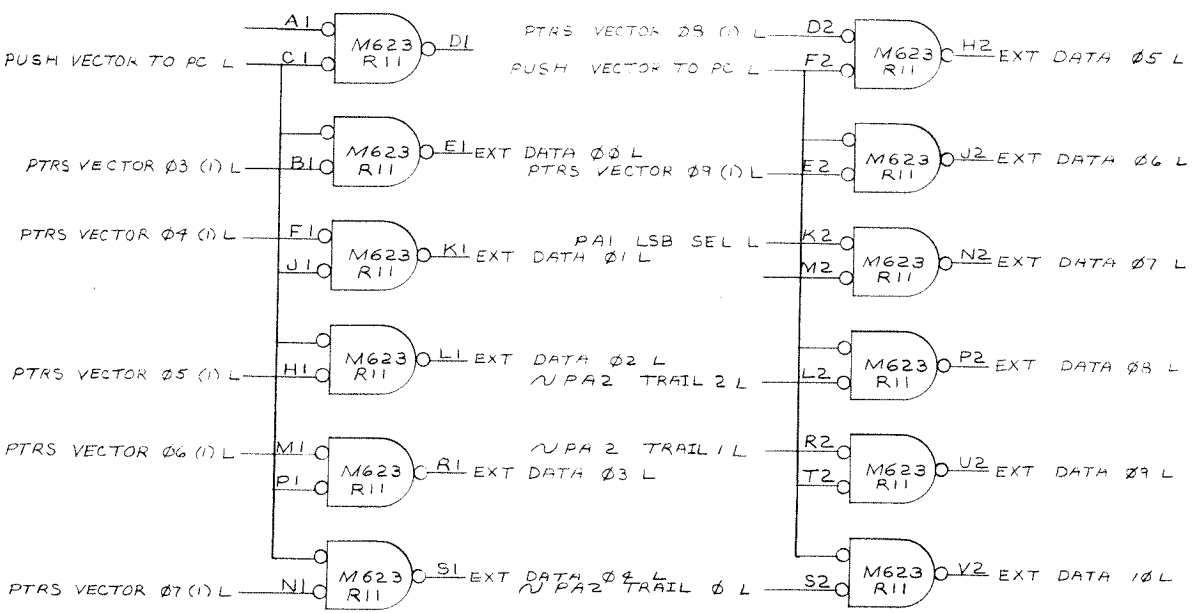 A1
M623
R11
D1
PUSH VECTOR TO PC L
C1
M623
R11
E1 EXT DATA ØØ L
PTRS VECTOR Ø3 (1) L
B1
PTRS VECTOR Ø4 (1) L
F1
M623
R11
K1 EXT DATA Ø1 L
J1
M623
R11
L1 EXT DATA Ø2 L
PTRS VECTOR Ø5 (1) L
H1
PTRS VECTOR Ø6 (1) L
M1
M623
R11
R1 EXT DATA Ø3 L
P1
M623
R11
S1 EXT DATA Ø4 L
PTRS VECTOR Ø7 (1) L
N1
PTRS VECTOR Ø8 (1) L
D2
M623
R11
H2 EXT DATA Ø5 L
PUSH VECTOR TO PC L
F2
M623
R11
J2 EXT DATA Ø6 L
PTRS VECTOR Ø9 (1) L
E2
PA1 LSB SEL L
K2
M623
R11
N2 EXT DATA Ø7 L
M2
M623
R11
P2 EXT DATA Ø8 L
~ PA2 TRAIL 2 L
L2
~ PA2 TRAIL 1 L
R2
M623
R11
U2 EXT DATA Ø9 L
T2
M623
R11
V2 EXT DATA 1Ø L
~ PA2 TRAIL Ø L
S2